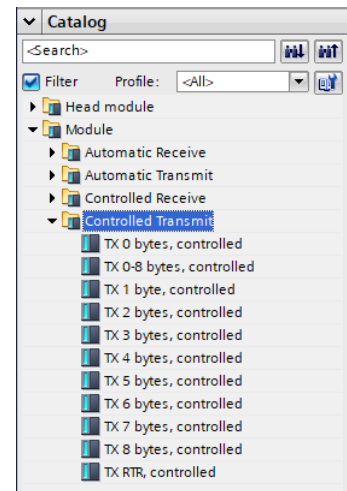 Catalog
<Search>
Filter Profile: <All>
Head module
Module
Automatic Receive
Automatic Transmit
Controlled Receive
Controlled Transmit
TX 0 bytes, controlled
TX 0-8 bytes, controlled
TX 1 byte, controlled
TX 2 bytes, controlled
TX 3 bytes, controlled
TX 4 bytes, controlled
TX 5 bytes, controlled
TX 6 bytes, controlled
TX 7 bytes, controlled
TX 8 bytes, controlled
TX RTR, controlled